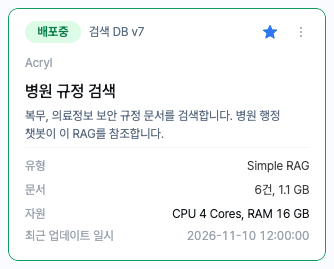 배포중 검색 DB v7
Acryl
병원 규정 검색
복무, 의료정보 보안 규정 문서를 검색합니다. 병원 행정
챗봇이 이 RAG를 참조합니다.
유형 Simple RAG
문서 6건, 1.1 GB
자원 CPU 4 Cores, RAM 16 GB
최근 업데이트 일시 2026-11-10 12:00:00